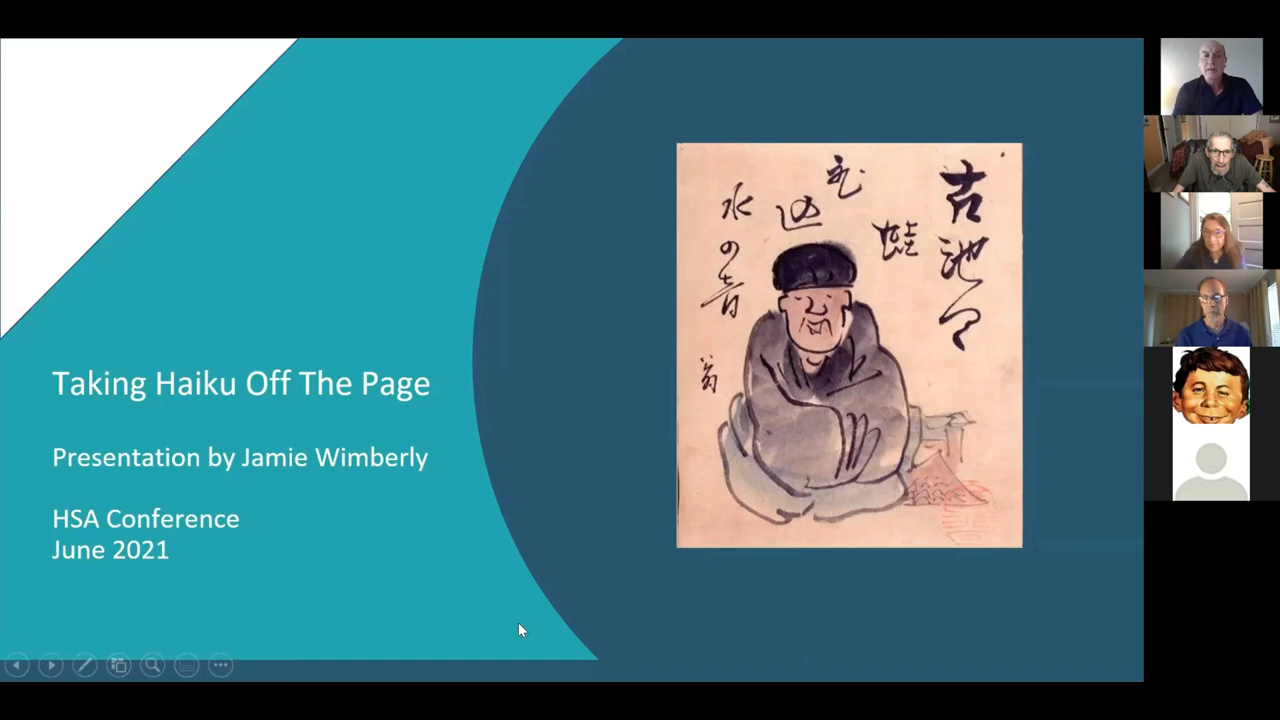 Taking Haiku Off The Page
Presentation by Jamie Wimberly
HSA Conference
June 2021
古池や
蛙
飛
込
水の音
翁